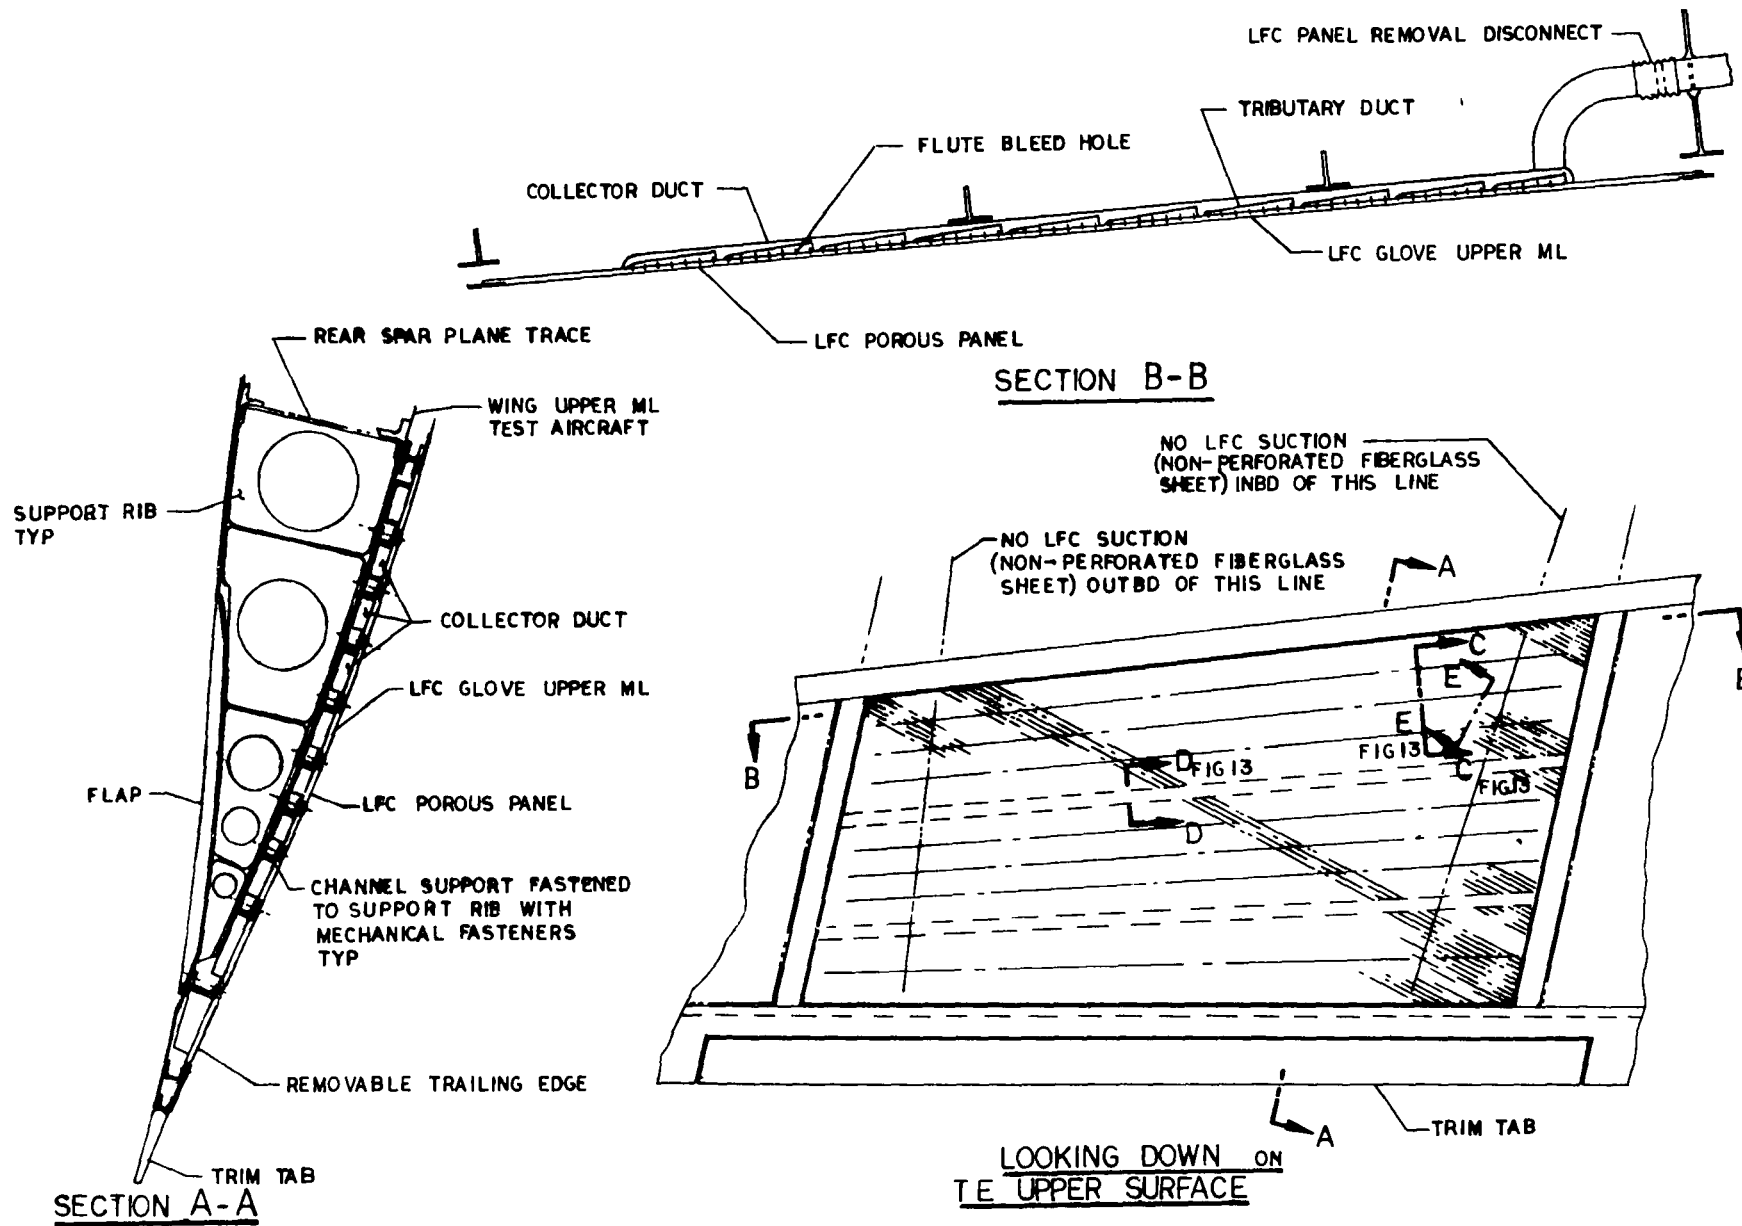 LFC PANEL REMOVAL DISCONNECT
TRIBUTARY DUCT
FLUTE BLEED HOLE
COLLECTOR DUCT
LFC GLOVE UPPER ML
LFC POROUS PANEL
SECTION B-B
REAR SPAR PLANE TRACE
WING UPPER ML
TEST AIRCRAFT
SUPPORT RIB
TYP
COLLECTOR DUCT
LFC GLOVE UPPER ML
FLAP
LFC POROUS PANEL
CHANNEL SUPPORT FASTENED
TO SUPPORT RIB WITH
MECHANICAL FASTENERS
TYP
REMOVABLE TRAILING EDGE
TRIM TAB
SECTION A-A
NO LFC SUCTION
(NON-PERFORATED FIBERGLASS
SHEET) INBD OF THIS LINE
NO LFC SUCTION
(NON-PERFORATED FIBERGLASS
SHEET) OUTBD OF THIS LINE
A
C
E
B
E
FIG 13
C
FIG.13
D
FIG 13
B
D
A
TRIM TAB
LOOKING DOWN ON
T E UPPER SURFACE